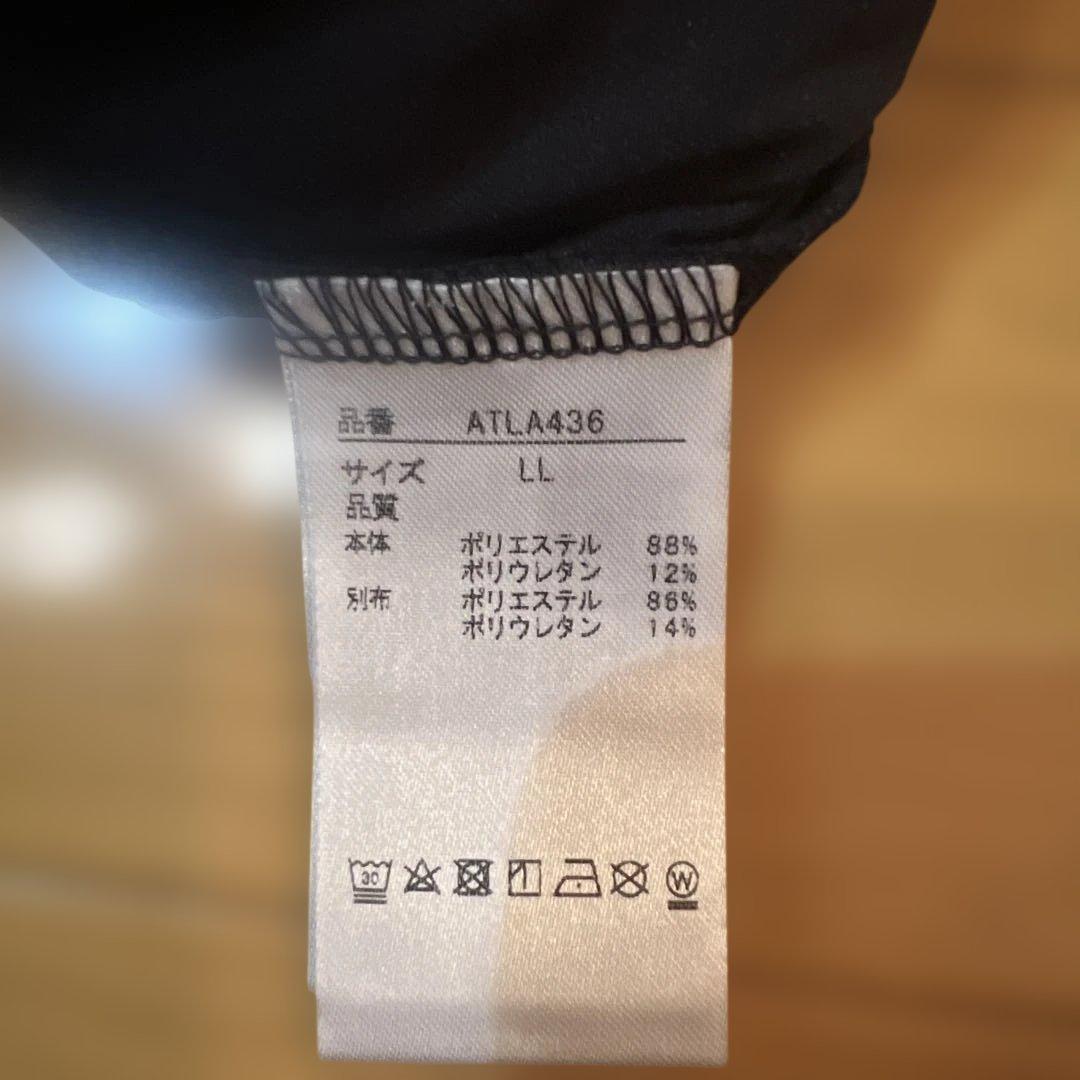 品番 ATLA436
サイズ LL
品質
本体 ポリエステル 88%
ポリウレタン 12%
別布 ポリエステル 86%
ポリウレタン 14%
30 W